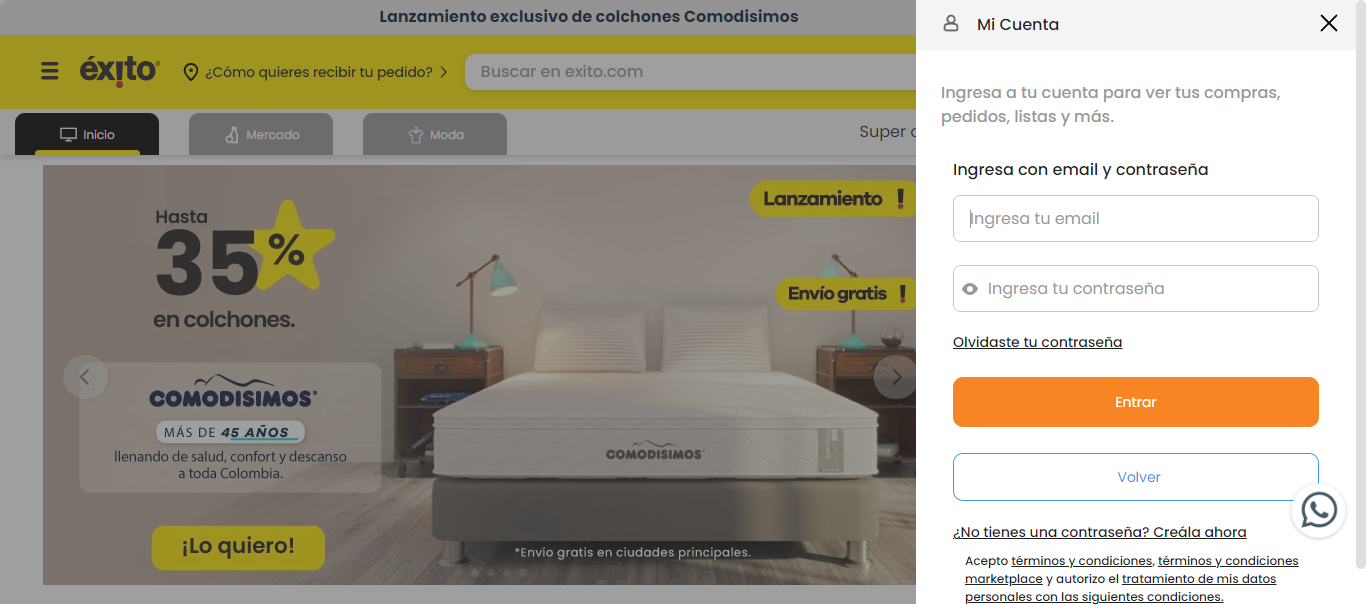 Lanzamiento exclusivo de colchones Comodisimos
éxito
¿Cómo quieres recibir tu pedido?
Buscar en exito.com
Inicio
Mercado
Moda
Super
Hasta
35%
en colchones.
COMODISIMOS
MÁS DE 45 AÑOS
llenando de salud, confort y descanso
a toda Colombia.
¡Lo quiero!
Lanzamiento !
Envío gratis !
COMODISIMOS
*Envío gratis en ciudades principales.
Mi Cuenta
Ingresa a tu cuenta para ver tus compras,
pedidos, listas y más.
Ingresa con email y contraseña
Ingresa tu email
Ingresa tu contraseña
Olvidaste tu contraseña
Entrar
Volver
¿No tienes una contraseña? Creála ahora
Acepto términos y condiciones, términos y condiciones
marketplace y autorizo el tratamiento de mis datos
personales con las siguientes condiciones.